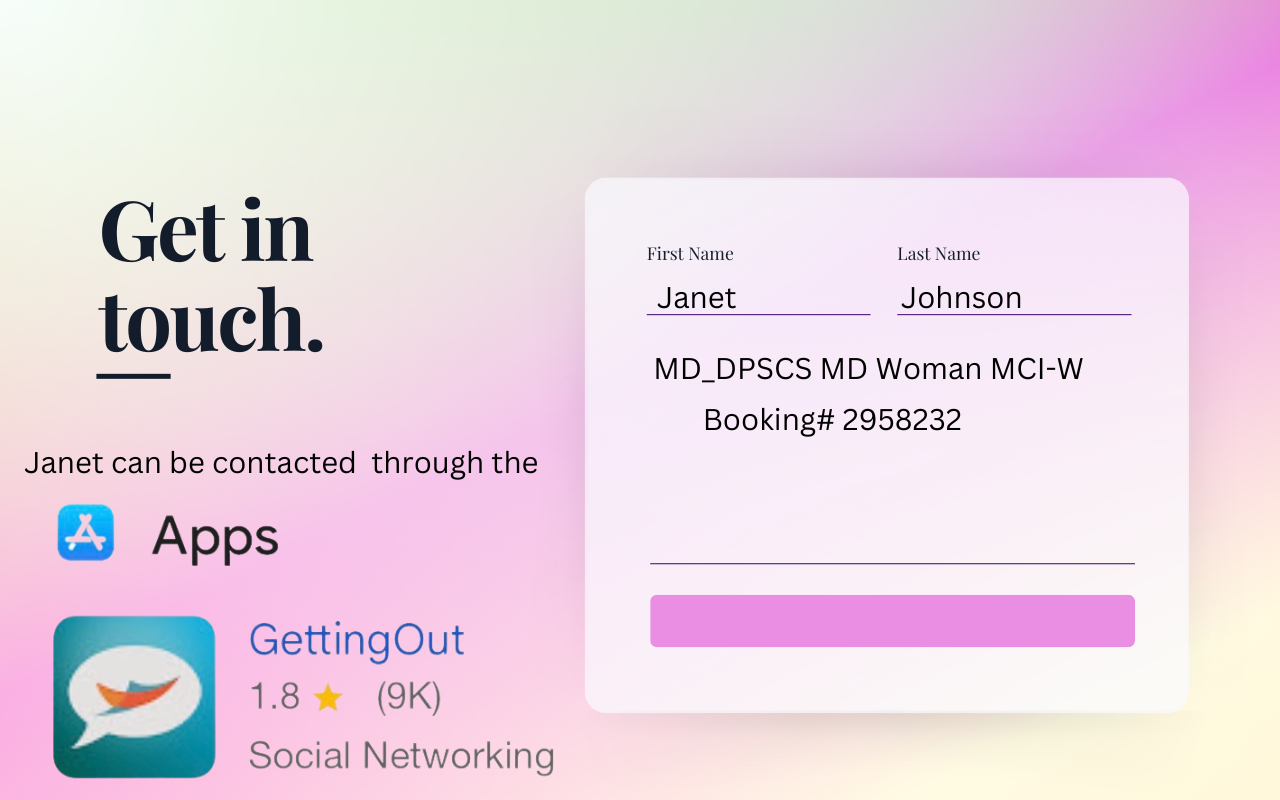 Get in
touch.
Janet can be contacted through the
Apps
GettingOut
1.8 ★ (9K)
Social Networking
First Name
Last Name
Janet
Johnson
MD_DPSCS MD Woman MCI-W
Booking# 2958232